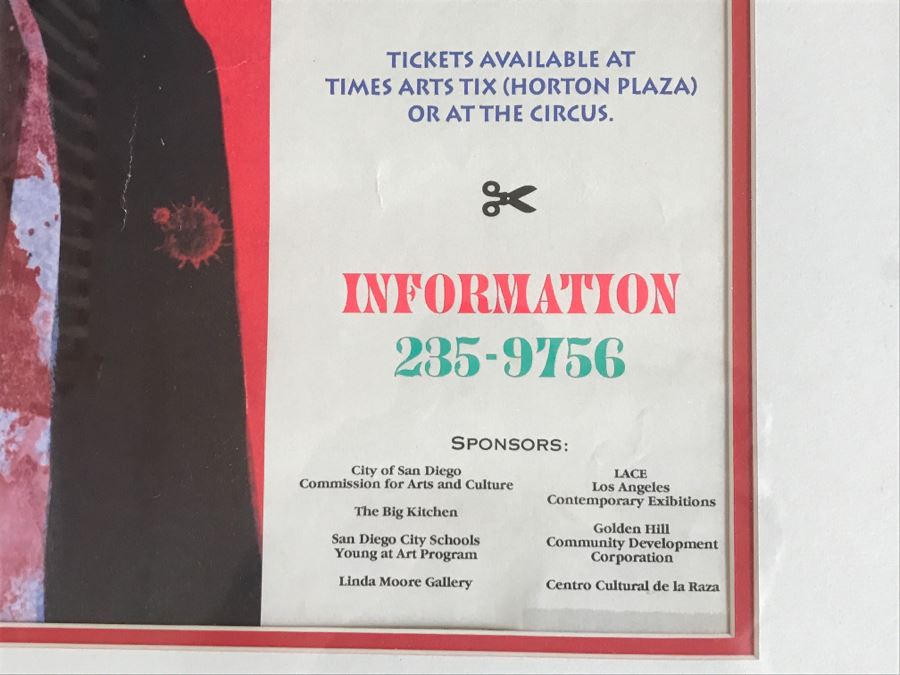 TICKETS AVAILABLE AT
TIMES ARTS TIX (HORTON PLAZA)
OR AT THE CIRCUS.
INFORMATION
235-9756
SPONSORS:
City of San Diego
Commission for Arts and Culture
The Big Kitchen
San Diego City Schools
Young at Art Program
Linda Moore Gallery
LACE
Los Angeles
Contemporary Exibitions
Golden Hill
Community Development
Corporation
Centro Cultural de la Raza